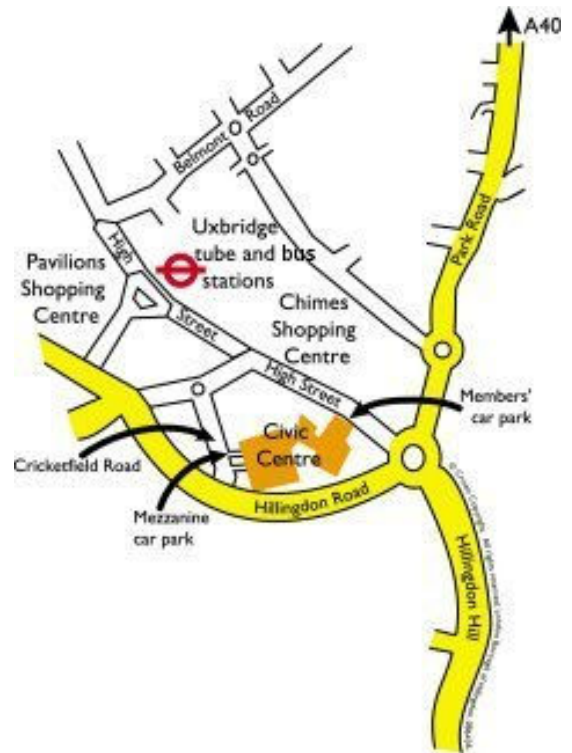 A40
Belmont Road
Park Road
Uxbridge
tube and bus
stations
High
Street
Pavilions
Shopping
Centre
Chimes
Shopping
Centre
High Street
Members'
car park
Civic
Centre
Cricketfield Road
Mezzanine
car park
Hillingdon Road
Hillingdon Hill